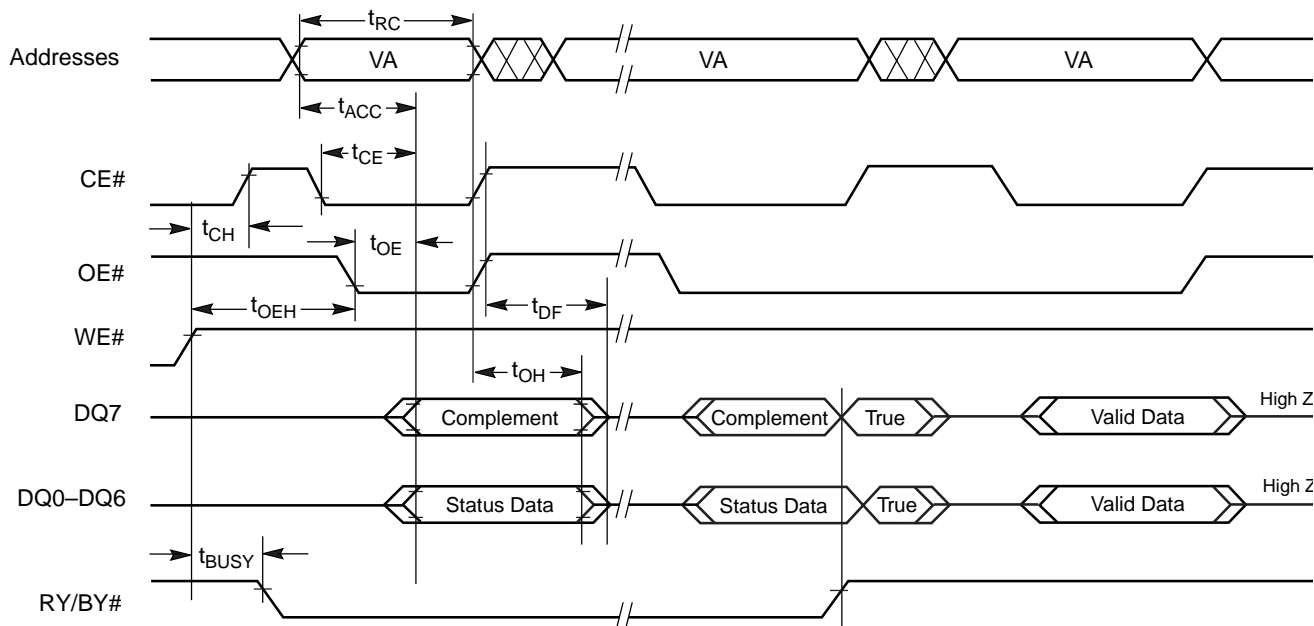 tRC
Addresses VA VA VA
tACC
tCE
CE#
tCH tOE
OE#
tOEH tDF
WE#
tOH
DQ7 Complement Complement True Valid Data High Z
DQ0–DQ6 Status Data Status Data True Valid Data High Z
tBUSY
RY/BY#